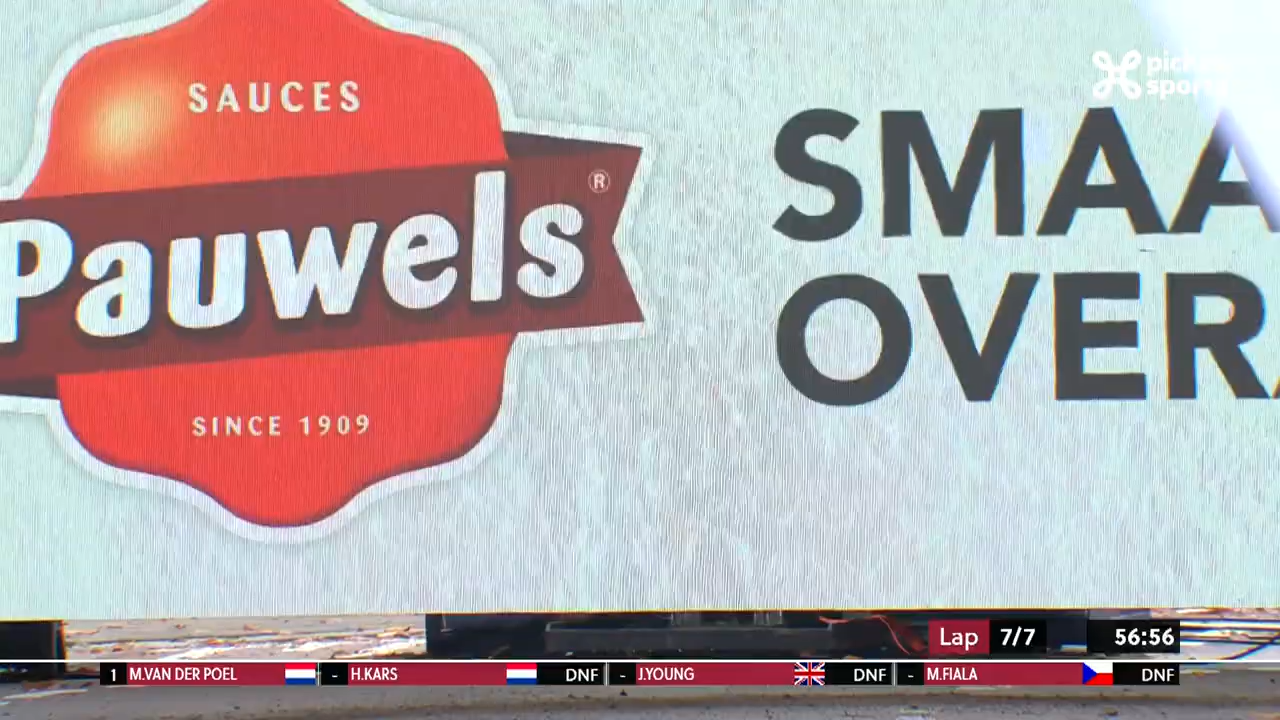 SAUCES
Pauwels®
SINCE 1909
SMAA
OVER
sports
Lap 7/7 56:56
1 M.VAN DER POEL - H.KARS DNF - J.YOUNG DNF - M.FIALA DNF